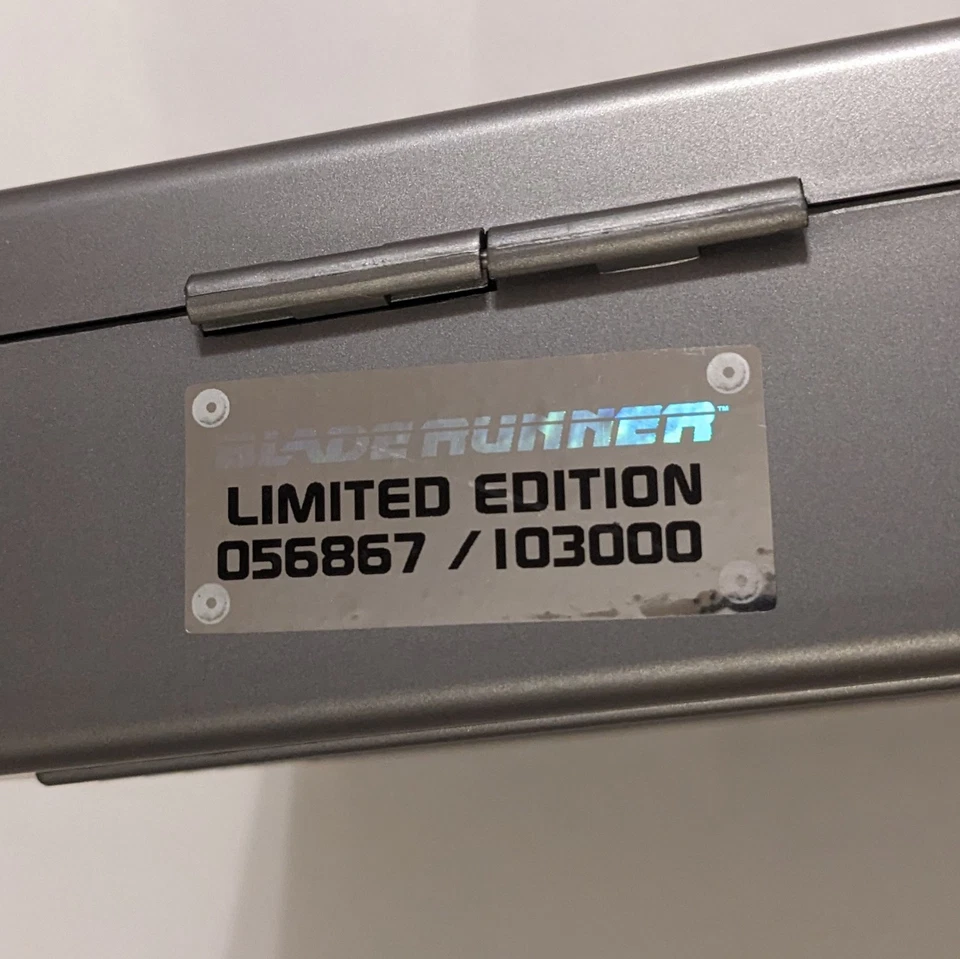 BLADE RUNNER™
LIMITED EDITION
056867 /103000